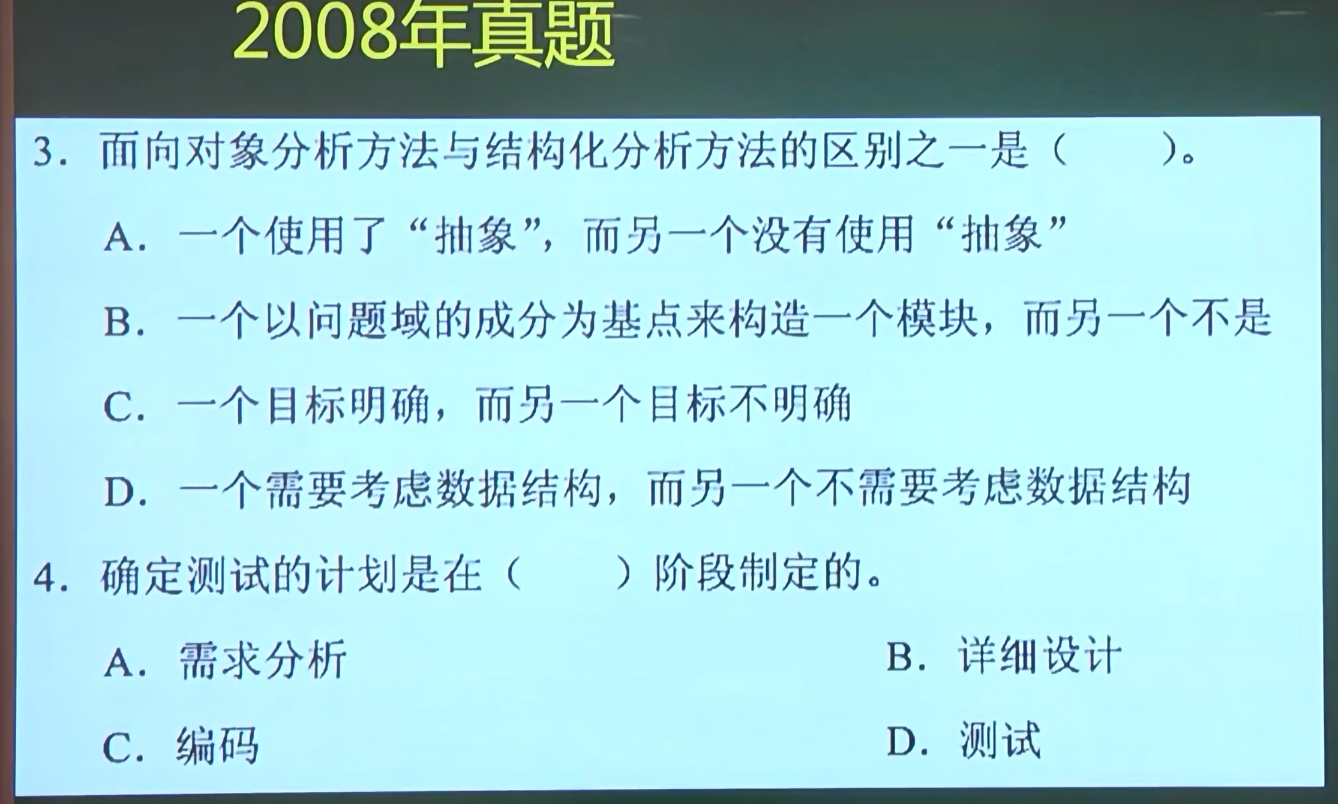 2008年真题
3. 面向对象分析方法与结构化分析方法的区别之一是（　　）。
A. 一个使用了“抽象”，而另一个没有使用“抽象”
B. 一个以问题域的成分为基点来构造一个模块，而另一个不是
C. 一个目标明确，而另一个目标不明确
D. 一个需要考虑数据结构，而另一个不需要考虑数据结构
4. 确定测试的计划是在（　　）阶段制定的。
A. 需求分析
B. 详细设计
C. 编码
D. 测试